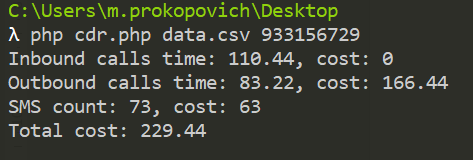 C:\Users\m.prokopovich\Desktop
λ php cdr.php data.csv 933156729
Inbound calls time: 110.44, cost: 0
Outbound calls time: 83.22, cost: 166.44
SMS count: 73, cost: 63
Total cost: 229.44